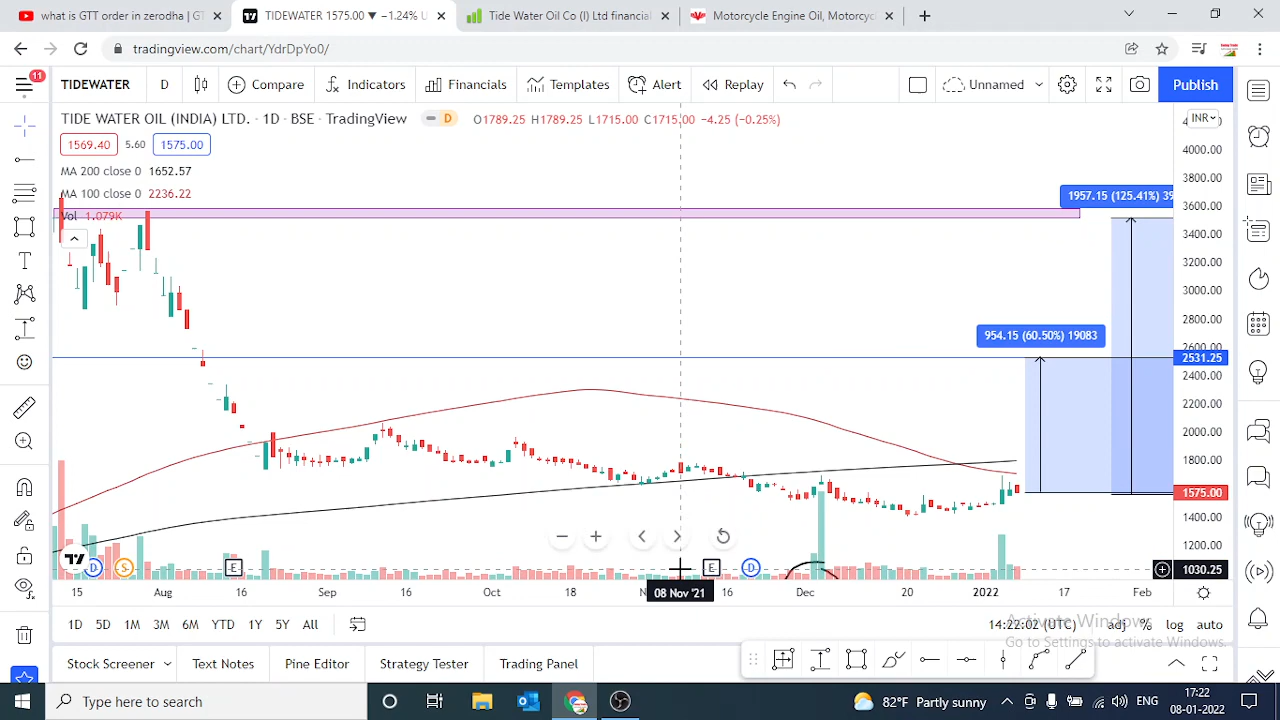 what is GTT order in zerodha | GT
TIDEWATER 1575.00 ▼ −1.24% U
Tide Water Oil Co (I) Ltd financial
Motorcycle Engine Oil, Motorcyc
tradingview.com/chart/YdrDpYo0/
11
TIDEWATER
D
Compare
Indicators
Financials
Templates
Alert
Replay
Unnamed
Publish
TIDE WATER OIL (INDIA) LTD. · 1D · BSE · TradingView
D
O1789.25 H1789.25 L1715.00 C1715.00 −4.25 (−0.25%)
INR
1569.40
5.60
1575.00
MA 200 close 0 1652.57
MA 100 close 0 2236.22
Vol 1.079K
1957.15 (125.41%) 39
954.15 (60.50%) 19083
4000.00
3800.00
3600.00
3400.00
3200.00
3000.00
2800.00
2600.00
2531.25
2400.00
2200.00
2000.00
1800.00
1575.00
1400.00
1200.00
1030.25
D
S
E
E
D
15
Aug
16
Sep
16
Oct
18
08 Nov '21
16
Dec
20
2022
17
Feb
1D
5D
1M
3M
6M
YTD
1Y
5Y
All
14:22:02 (UTC)
adj
%
log
auto
Activate Windows
Go to Settings to activate Windows.
Stock Screener
Text Notes
Pine Editor
Strategy Tester
Trading Panel
Type here to search
82°F Partly sunny
ENG
17:22
08-01-2022